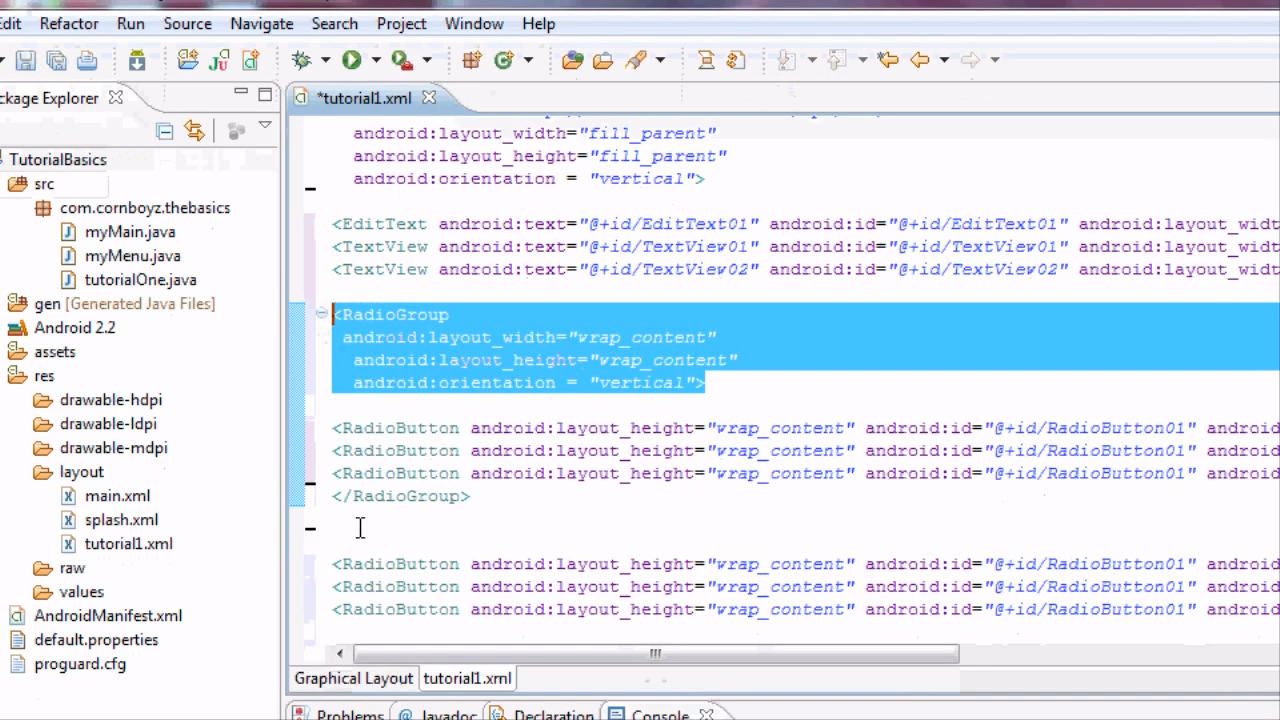 Edit Refactor Run Source Navigate Search Project Window Help
Package Explorer
*tutorial1.xml
android:layout_width="fill_parent"
android:layout_height="fill_parent"
android:orientation = "vertical">
<EditText android:text="@+id/EditText01" android:id="@+id/EditText01" android:layout_widt
<TextView android:text="@+id/TextView01" android:id="@+id/TextView01" android:layout_widt
<TextView android:text="@+id/TextView02" android:id="@+id/TextView02" android:layout_widt
<RadioGroup
android:layout_width="wrap_content"
android:layout_height="wrap_content"
android:orientation = "vertical">
<RadioButton android:layout_height="wrap_content" android:id="@+id/RadioButton01" android
<RadioButton android:layout_height="wrap_content" android:id="@+id/RadioButton01" android
<RadioButton android:layout_height="wrap_content" android:id="@+id/RadioButton01" android
</RadioGroup>
<RadioButton android:layout_height="wrap_content" android:id="@+id/RadioButton01" android
<RadioButton android:layout_height="wrap_content" android:id="@+id/RadioButton01" android
<RadioButton android:layout_height="wrap_content" android:id="@+id/RadioButton01" android
TutorialBasics
src
com.cornboyz.thebasics
myMain.java
myMenu.java
tutorialOne.java
gen [Generated Java Files]
Android 2.2
assets
res
drawable-hdpi
drawable-ldpi
drawable-mdpi
layout
main.xml
splash.xml
tutorial1.xml
raw
values
AndroidManifest.xml
default.properties
proguard.cfg
Graphical Layout tutorial1.xml
Problems @ Javadoc Declaration Console